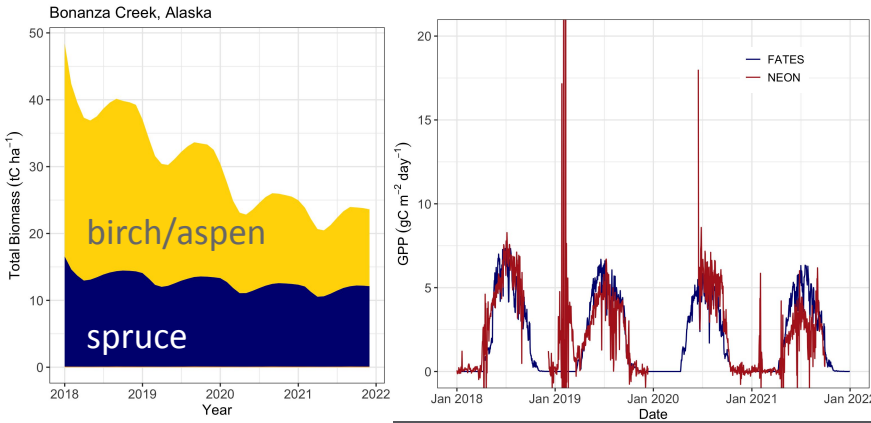 Bonanza Creek, Alaska
Total Biomass (tC ha⁻¹)
50
40
30
20
10
0
birch/aspen
spruce
2018 2019 2020 2021 2022
Year
GPP (gC m⁻² day⁻¹)
20
15
10
5
0
FATES
NEON
Jan 2018 Jan 2019 Jan 2020 Jan 2021 Jan 2022
Date